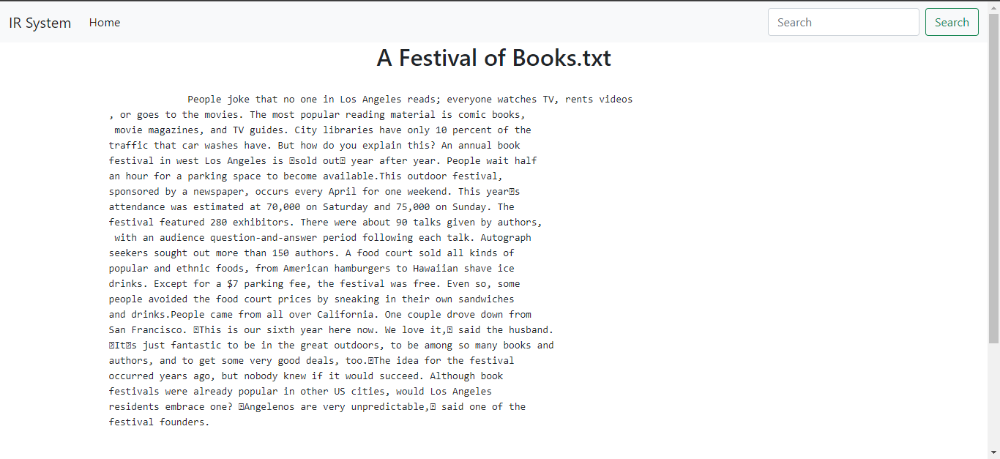 IR System Home Search Search
A Festival of Books.txt
People joke that no one in Los Angeles reads; everyone watches TV, rents videos
, or goes to the movies. The most popular reading material is comic books,
movie magazines, and TV guides. City libraries have only 10 percent of the
traffic that car washes have. But how do you explain this? An annual book
festival in west Los Angeles is �sold out� year after year. People wait half
an hour for a parking space to become available.This outdoor festival,
sponsored by a newspaper, occurs every April for one weekend. This year�s
attendance was estimated at 70,000 on Saturday and 75,000 on Sunday. The
festival featured 280 exhibitors. There were about 90 talks given by authors,
with an audience question-and-answer period following each talk. Autograph
seekers sought out more than 150 authors. A food court sold all kinds of
popular and ethnic foods, from American hamburgers to Hawaiian shave ice
drinks. Except for a $7 parking fee, the festival was free. Even so, some
people avoided the food court prices by sneaking in their own sandwiches
and drinks.People came from all over California. One couple drove down from
San Francisco. �This is our sixth year here now. We love it,� said the husband.
�It�s just fantastic to be in the great outdoors, to be among so many books and
authors, and to get some very good deals, too.�The idea for the festival
occurred years ago, but nobody knew if it would succeed. Although book
festivals were already popular in other US cities, would Los Angeles
residents embrace one? �Angelenos are very unpredictable,� said one of the
festival founders.